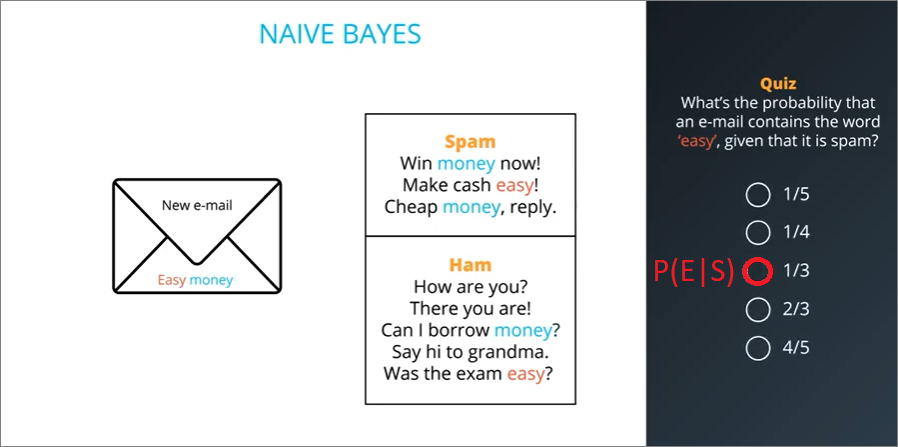 NAIVE BAYES
New e-mail
Easy money
Spam
Win money now!
Make cash easy!
Cheap money, reply.
Ham
How are you?
There you are!
Can I borrow money?
Say hi to grandma.
Was the exam easy?
Quiz
What's the probability that
an e-mail contains the word
‘easy’, given that it is spam?
1/5
1/4
P(E|S) 1/3
2/3
4/5